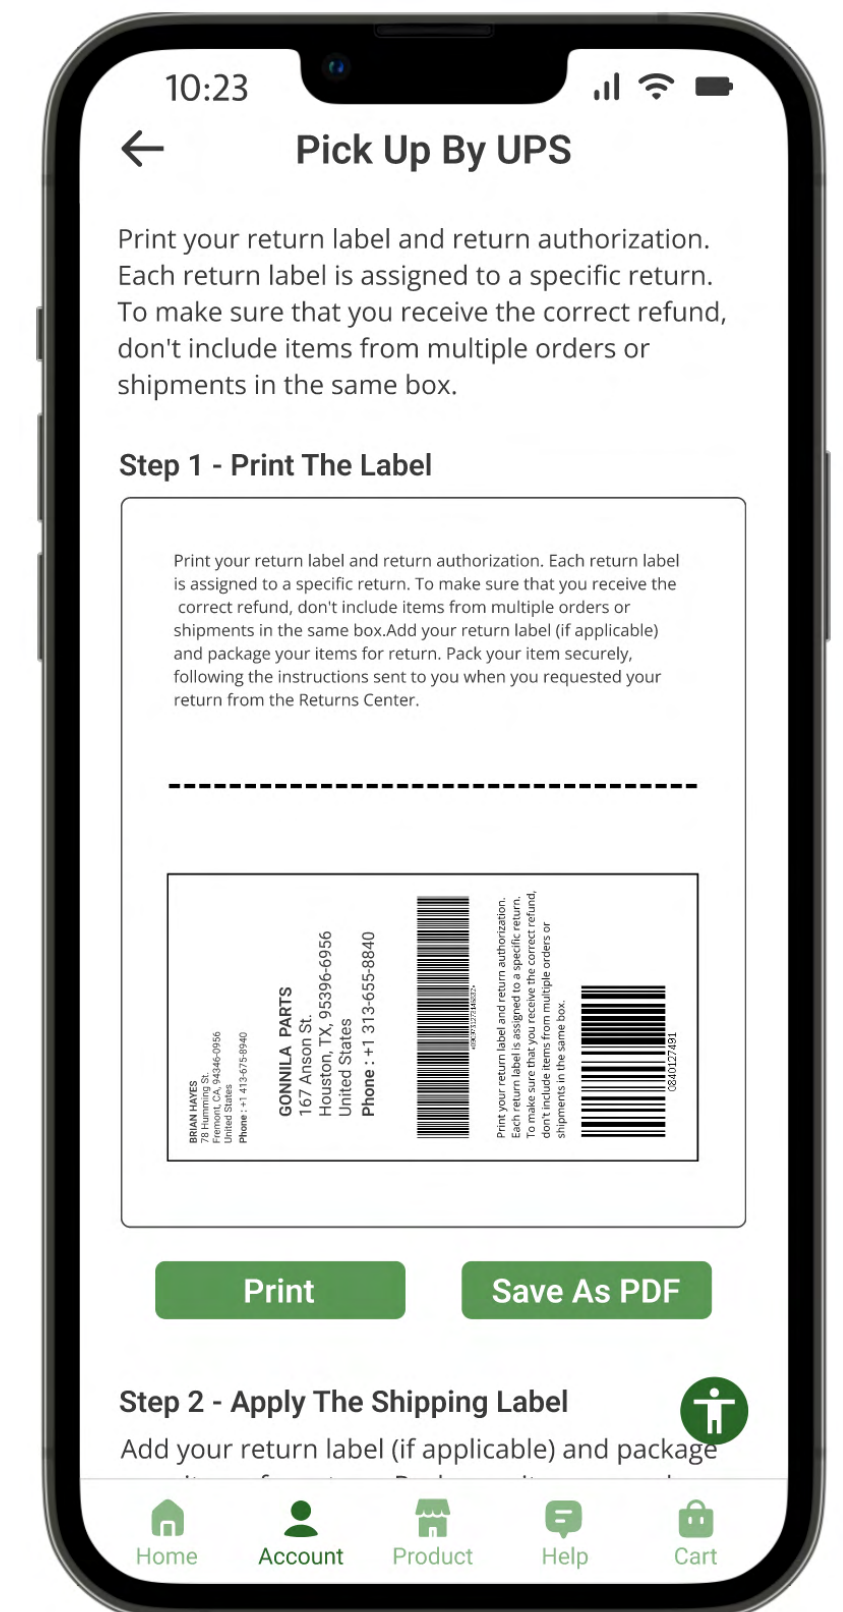 10:23
Pick Up By UPS
Print your return label and return authorization.
Each return label is assigned to a specific return.
To make sure that you receive the correct refund,
don't include items from multiple orders or
shipments in the same box.
Step 1 - Print The Label
Print your return label and return authorization. Each return label
is assigned to a specific return. To make sure that you receive the
correct refund, don't include items from multiple orders or
shipments in the same box.Add your return label (if applicable)
and package your items for return. Pack your item securely,
following the instructions sent to you when you requested your
return from the Returns Center.
BRIAN HAYES
78 Humming St.
Fremont, CA, 94346-0956
United States
Phone : +1 413-675-8940
GONNILA PARTS
167 Anson St.
Houston, TX, 95396-6956
United States
Phone : +1 313-655-8840
Print your return label and return authorization.
Each return label is assigned to a specific return.
To make sure that you receive the correct refund,
don't include items from multiple orders or
shipments in the same box.
0840127491
Print
Save As PDF
Step 2 - Apply The Shipping Label
Add your return label (if applicable) and package
Home
Account
Product
Help
Cart